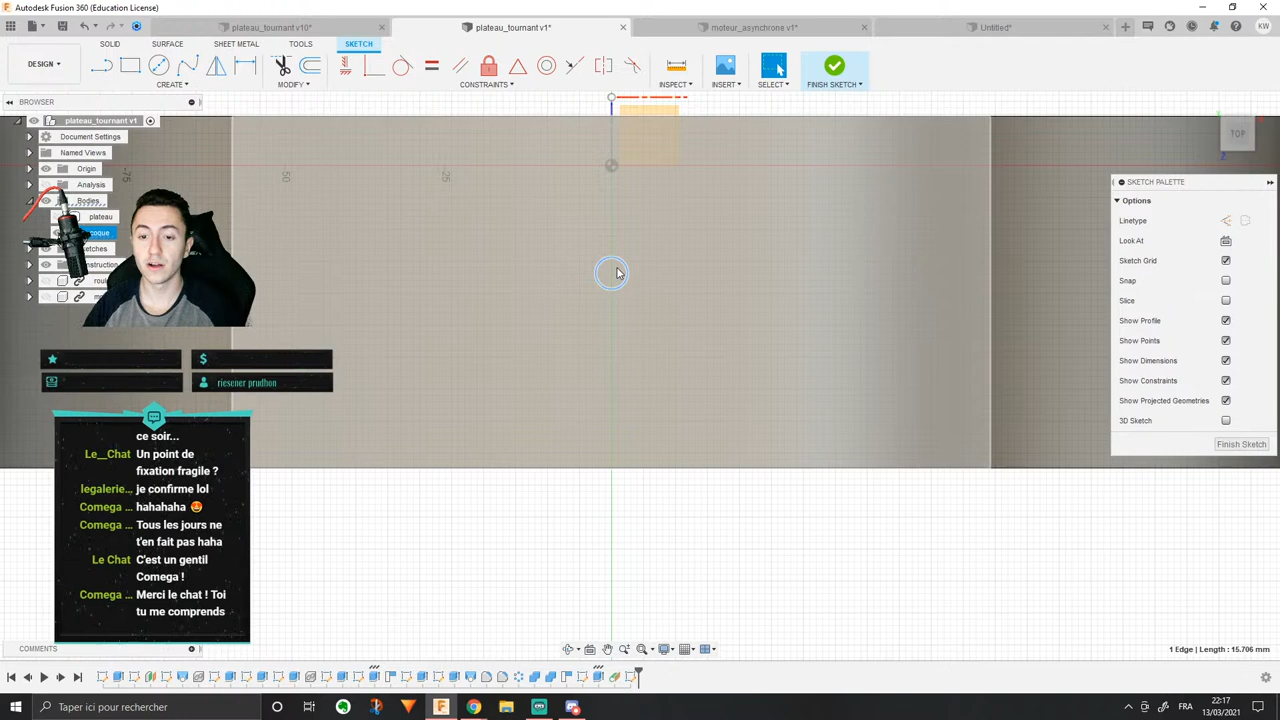 Autodesk Fusion 360 (Education License)
plateau_tournant v10*
plateau_tournant v1*
moteur_asynchrone v1*
Untitled*
KW
SOLID
SURFACE
SHEET METAL
TOOLS
SKETCH
DESIGN
CREATE
MODIFY
CONSTRAINTS
INSPECT
INSERT
SELECT
FINISH SKETCH
BROWSER
plateau_tournant v1
Document Settings
Named Views
Origin
Analysis
Bodies
plateau
coque
75
50
25
TOP
Z
SKETCH PALETTE
Options
Linetype
Look At
Sketch Grid
Snap
Slice
Show Profile
Show Points
Show Dimensions
Show Constraints
Show Projected Geometries
3D Sketch
Finish Sketch
$
riesener prudhon
ce soir...
Le__Chat Un point de
fixation fragile ?
legalerie... je confirme lol
Comega ... hahahaha 😍
Comega ... Tous les jours ne
t'en fait pas haha
Le Chat C'est un gentil
Comega !
Comega ... Merci le chat ! Toi
tu me comprends
COMMENTS
1 Edge | Length : 15.706 mm
Taper ici pour rechercher
FRA
22:17
13/03/2021